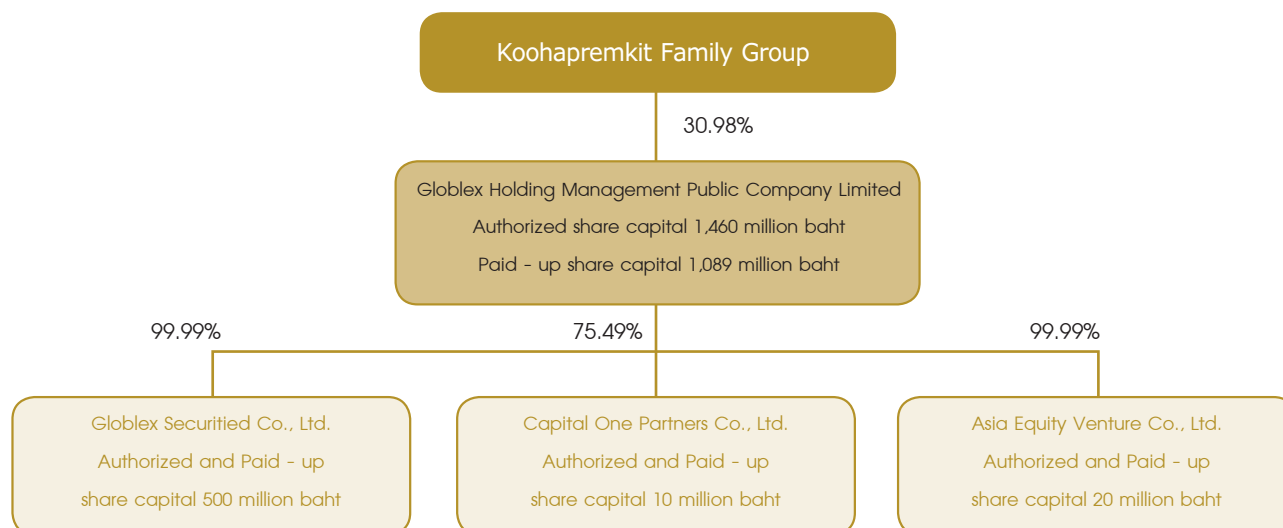 Koohapremkit Family Group
30.98%
Globlex Holding Management Public Company Limited
Authorized share capital 1,460 million baht
Paid - up share capital 1,089 million baht
99.99%
75.49%
99.99%
Globlex Securitied Co., Ltd.
Authorized and Paid - up
share capital 500 million baht
Capital One Partners Co., Ltd.
Authorized and Paid - up
share capital 10 million baht
Asia Equity Venture Co., Ltd.
Authorized and Paid - up
share capital 20 million baht